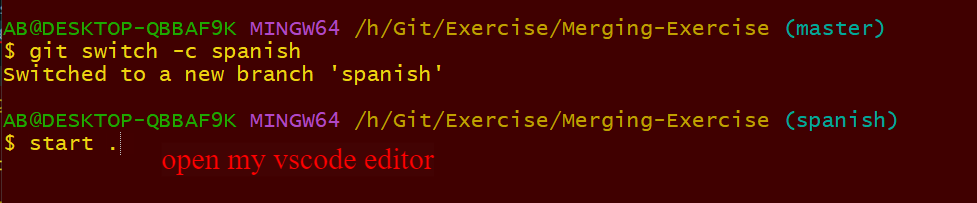 AB@DESKTOP-QBBAF9K MINGW64 /h/Git/Exercise/Merging-Exercise (master)
$ git switch -c spanish
Switched to a new branch 'spanish'
AB@DESKTOP-QBBAF9K MINGW64 /h/Git/Exercise/Merging-Exercise (spanish)
$ start .
open my vscode editor